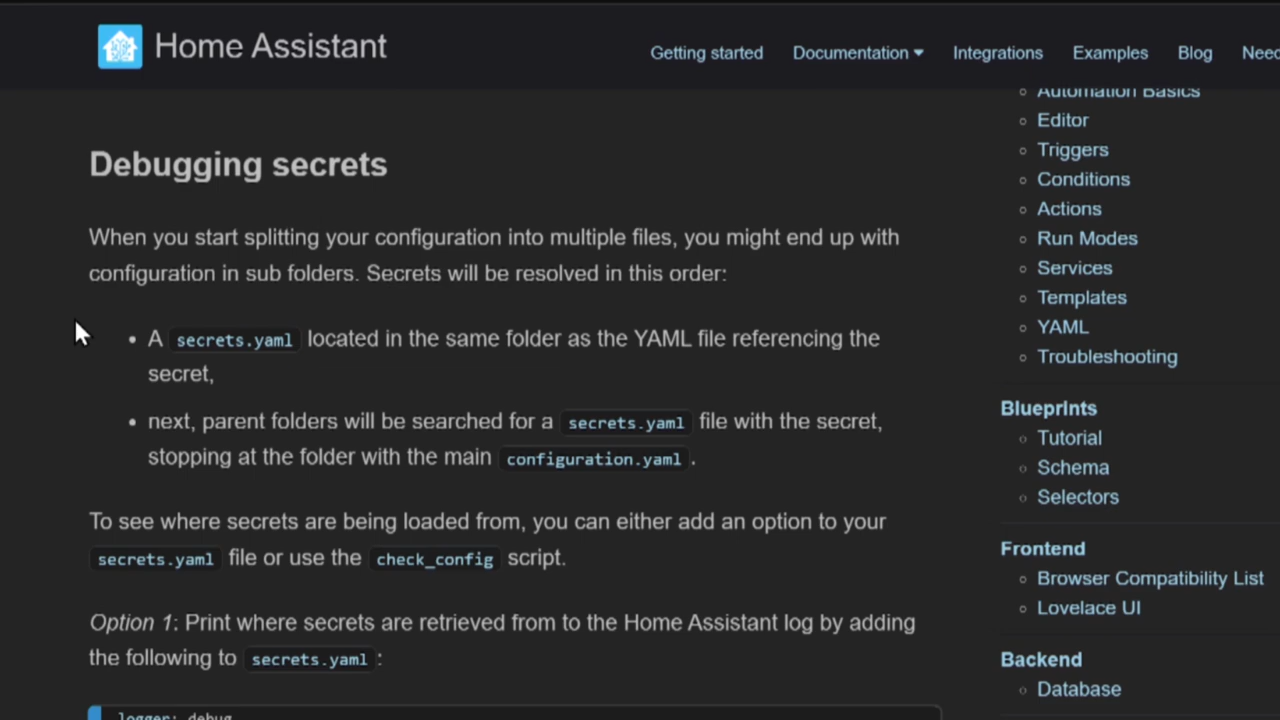 Home Assistant
Getting started Documentation Integrations Examples Blog
Debugging secrets
When you start splitting your configuration into multiple files, you might end up with
configuration in sub folders. Secrets will be resolved in this order:
• A secrets.yaml located in the same folder as the YAML file referencing the
secret,
• next, parent folders will be searched for a secrets.yaml file with the secret,
stopping at the folder with the main configuration.yaml .
To see where secrets are being loaded from, you can either add an option to your
secrets.yaml file or use the check_config script.
Option 1: Print where secrets are retrieved from to the Home Assistant log by adding
the following to secrets.yaml :
logger: debug
Automation Basics
Editor
Triggers
Conditions
Actions
Run Modes
Services
Templates
YAML
Troubleshooting
Blueprints
Tutorial
Schema
Selectors
Frontend
Browser Compatibility List
Lovelace UI
Backend
Database